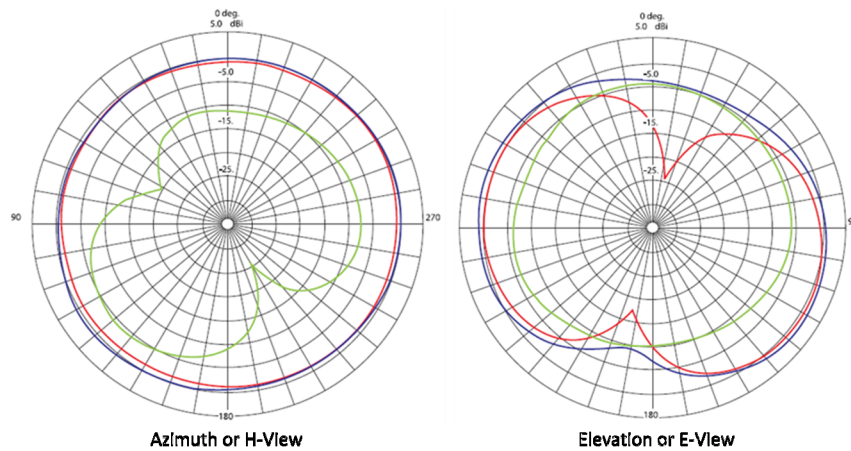 0 deg.
5.0 dBi
-5.0
-15.
-25.
90
270
-180-
Azimuth or H-View
0 deg.
5.0 dBi
-5.0
-15.
-25.
90
180
Elevation or E-View